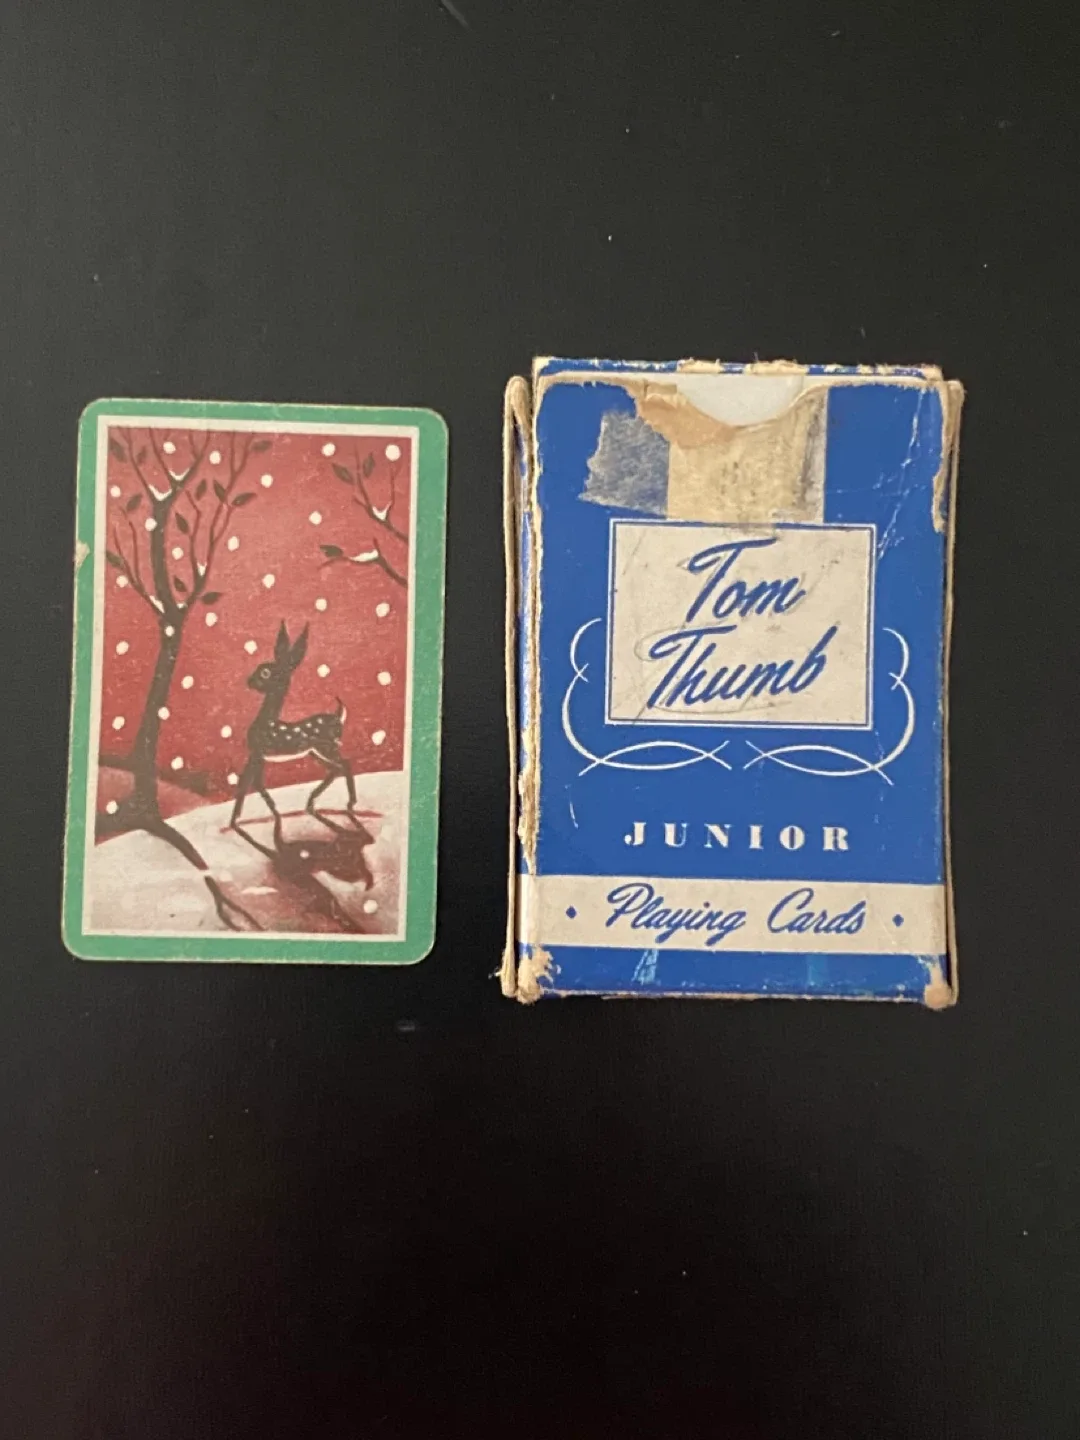 Tom
Thumb
JUNIOR
Playing Cards